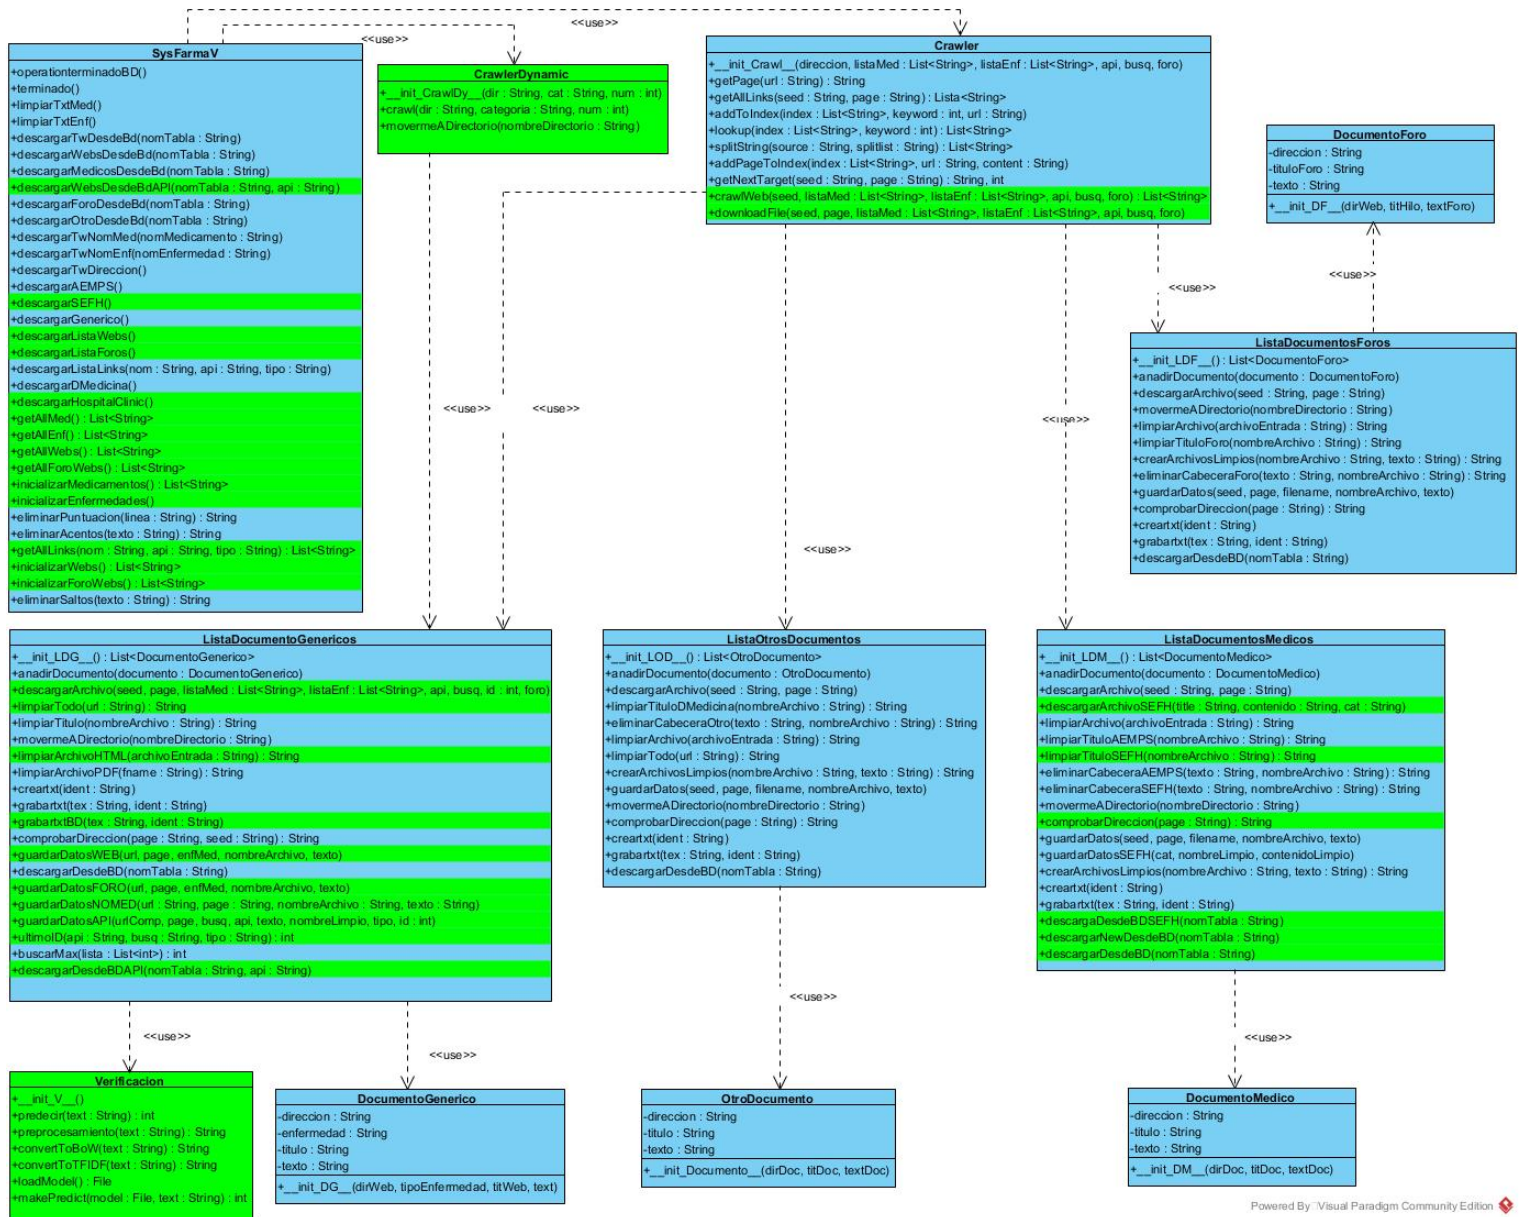 <<use>>
<<use>>
SysFarmaV
+operationterminadoBD()
+terminado()
+limpiarTxtMed()
+limpiarTxtEnf()
+descargarTwDesdeBd(nomTabla : String)
+descargarWebsDesdeBd(nomTabla : String)
+descargarMedicosDesdeBd(nomTabla : String)
+descargarWebsDesdeBdAPI(nomTabla : String, api : String)
+descargarForoDesdeBd(nomTabla : String)
+descargarOtroDesdeBd(nomTabla : String)
+descargarTwNomMed(nomMedicamento : String)
+descargarTwNomEnf(nomEnfermedad : String)
+descargarTwDireccion()
+descargarAEMPS()
+descargarSEFH()
+descargarGenerico()
+descargarListaWebs()
+descargarListaForos()
+descargarListaLinks(nom : String, api : String, tipo : String)
+descargarDMedicina()
+descargarHospitalClinic()
+getAllMed() : List<String>
+getAllEnf() : List<String>
+getAllWebs() : List<String>
+getAllForoWebs() : List<String>
+inicializarMedicamentos() : List<String>
+inicializarEnfermedades()
+eliminarPuntuacion(linea : String) : String
+eliminarAcentos(texto : String) : String
+getAllLinks(nom : String, api : String, tipo : String) : List<String>
+inicializarWebs() : List<String>
+inicializarForoWebs() : List<String>
+eliminarSaltos(texto : String) : String
CrawlerDynamic
+__init_CrawlDy__(dir : String, cat : String, num : int)
+crawl(dir : String, categoria : String, num : int)
+movermeADirectorio(nombreDirectorio : String)
Crawler
+__init_Crawl__(direccion, listaMed : List<String>, listaEnf : List<String>, api, busq, foro)
+getPage(url : String) : String
+getAllLinks(seed : String, page : String) : Lista<String>
+addToIndex(index : List<String>, keyword : int, url : String)
+lookup(index : List<String>, keyword : int) : List<String>
+splitString(source : String, splitlist : String) : List<String>
+addPageToIndex(index : List<String>, url : String, content : String)
+getNextTarget(seed : String, page : String) : String, int
+crawlWeb(seed, listaMed : List<String>, listaEnf : List<String>, api, busq, foro) : List<String>
+downloadFile(seed, page, listaMed : List<String>, listaEnf : List<String>, api, busq, foro)
DocumentoForo
-direccion : String
-tituloForo : String
-texto : String
+__init_DF__(dirWeb, titHilo, textForo)
<<use>>
<<use>>
ListaDocumentosForos
+__init_LDF__() : List<DocumentoForo>
+anadirDocumento(documento : DocumentoForo)
+descargarArchivo(seed : String, page : String)
+movermeADirectorio(nombreDirectorio : String)
+limpiarArchivo(archivoEntrada : String) : String
+limpiarTituloForo(nombreArchivo : String) : String
+crearArchivosLimpios(nombreArchivo : String, texto : String) : String
+eliminarCabeceraForo(texto : String, nombreArchivo : String) : String
+guardarDatos(seed, page, filename, nombreArchivo, texto)
+comprobarDireccion(page : String) : String
+creartxt(ident : String)
+grabartxt(tex : String, ident : String)
+descargarDesdeBD(nomTabla : String)
<<use>>
<<use>>
<<use>>
<<use>>
ListaDocumentoGenericos
+__init_LDG__() : List<DocumentoGenerico>
+anadirDocumento(documento : DocumentoGenerico)
+descargarArchivo(seed, page, listaMed : List<String>, listaEnf : List<String>, api, busq, id : int, foro)
+limpiarTodo(url : String) : String
+limpiarTitulo(nombreArchivo : String) : String
+movermeADirectorio(nombreDirectorio : String)
+limpiarArchivoHTML(archivoEntrada : String) : String
+limpiarArchivoPDF(fname : String) : String
+creartxt(ident : String)
+grabartxt(tex : String, ident : String)
+grabartxtBD(tex : String, ident : String)
+comprobarDireccion(page : String, seed : String) : String
+guardarDatosWEB(url, page, enfMed, nombreArchivo, texto)
+descargarDesdeBD(nomTabla : String)
+guardarDatosFORO(url, page, enfMed, nombreArchivo, texto)
+guardarDatosNOMED(url : String, page : String, nombreArchivo : String, texto : String)
+guardarDatosAPI(urlComp, page, busq, api, texto, nombreLimpio, tipo, id : int)
+ultimoID(api : String, busq : String, tipo : String) : int
+buscarMax(lista : List<int>) : int
+descargarDesdeBDAPI(nomTabla : String, api : String)
ListaOtrosDocumentos
+__init_LOD__() : List<OtroDocumento>
+anadirDocumento(documento : OtroDocumento)
+descargarArchivo(seed : String, page : String)
+limpiarTituloDMedicina(nombreArchivo : String) : String
+eliminarCabeceraOtro(texto : String, nombreArchivo : String) : String
+limpiarArchivo(archivoEntrada : String) : String
+limpiarTodo(url : String) : String
+crearArchivosLimpios(nombreArchivo : String, texto : String) : String
+guardarDatos(seed, page, filename, nombreArchivo, texto)
+movermeADirectorio(nombreDirectorio : String)
+comprobarDireccion(page : String) : String
+creartxt(ident : String)
+grabartxt(tex : String, ident : String)
+descargarDesdeBD(nomTabla : String)
ListaDocumentosMedicos
+__init_LDM__() : List<DocumentoMedico>
+anadirDocumento(documento : DocumentoMedico)
+descargarArchivo(seed : String, page : String)
+descargarArchivoSEFH(title : String, contenido : String, cat : String)
+limpiarArchivo(archivoEntrada : String) : String
+limpiarTituloAEMPS(nombreArchivo : String) : String
+limpiarTituloSEFH(nombreArchivo : String) : String
+eliminarCabeceraAEMPS(texto : String, nombreArchivo : String) : String
+eliminarCabeceraSEFH(texto : String, nombreArchivo : String) : String
+movermeADirectorio(nombreDirectorio : String)
+comprobarDireccion(page : String) : String
+guardarDatos(seed, page, filename, nombreArchivo, texto)
+guardarDatosSEFH(cat, nombreLimpio, contenidoLimpio)
+crearArchivosLimpios(nombreArchivo : String, texto : String) : String
+creartxt(ident : String)
+grabartxt(tex : String, ident : String)
+descargaDesdeBDSEFH(nomTabla : String)
+descargarNewDesdeBD(nomTabla : String)
+descargarDesdeBD(nomTabla : String)
<<use>>
<<use>>
<<use>>
<<use>>
Verificacion
+__init_V__()
+predecir(text : String) : int
+preprocesamiento(text : String) : String
+convertToBoW(text : String) : String
+convertToTFIDF(text : String) : String
+loadModel() : File
+makePredict(model : File, text : String) : int
DocumentoGenerico
-direccion : String
-enfermedad : String
-titulo : String
-texto : String
+__init_DG__(dirWeb, tipoEnfermedad, titWeb, text)
OtroDocumento
-direccion : String
-titulo : String
-texto : String
+__init_Documento__(dirDoc, titDoc, textDoc)
DocumentoMedico
-direccion : String
-titulo : String
-texto : String
+__init_DM__(dirDoc, titDoc, textDoc)
Powered By Visual Paradigm Community Edition